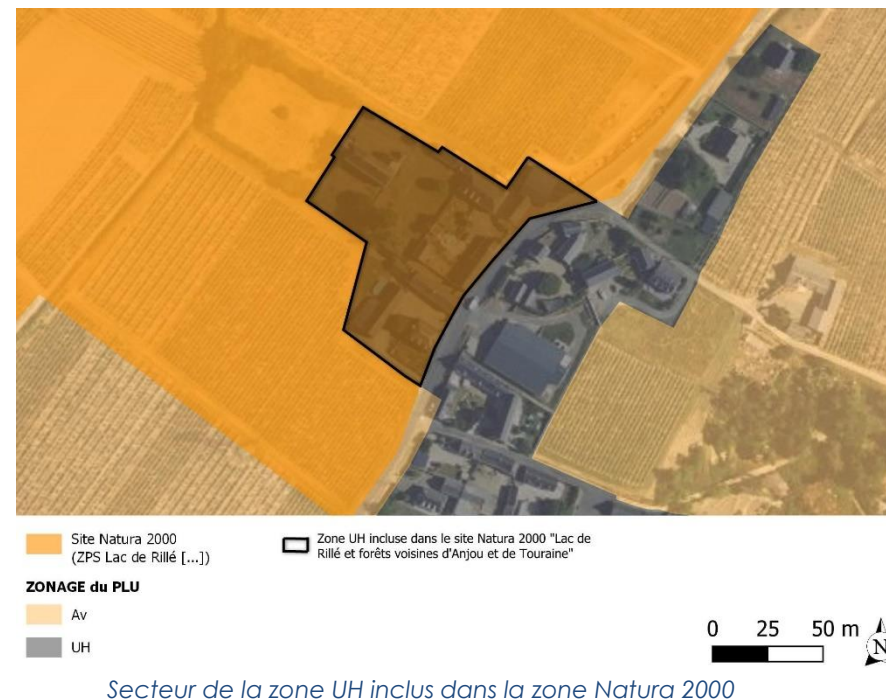 Site Natura 2000
(ZPS Lac de Rillé [...])
Zone UH incluse dans le site Natura 2000 "Lac de
Rillé et forêts voisines d'Anjou et de Touraine"
ZONAGE du PLU
Av
UH
0 25 50 m
N
Secteur de la zone UH inclus dans la zone Natura 2000